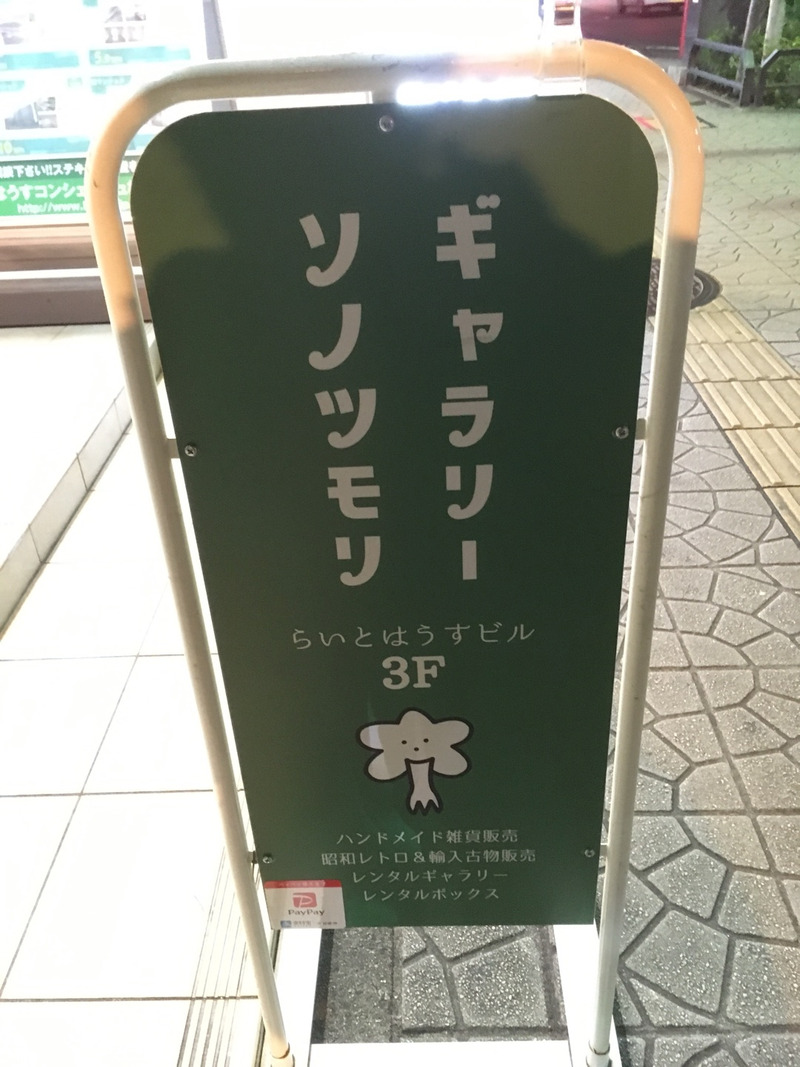 ギャラリー
ソノツモリ
らいとはうすビル
3F
ハンドメイド雑貨販売
昭和レトロ&輸入古物販売
レンタルギャラリー
レンタルボックス
PayPay
http://www.